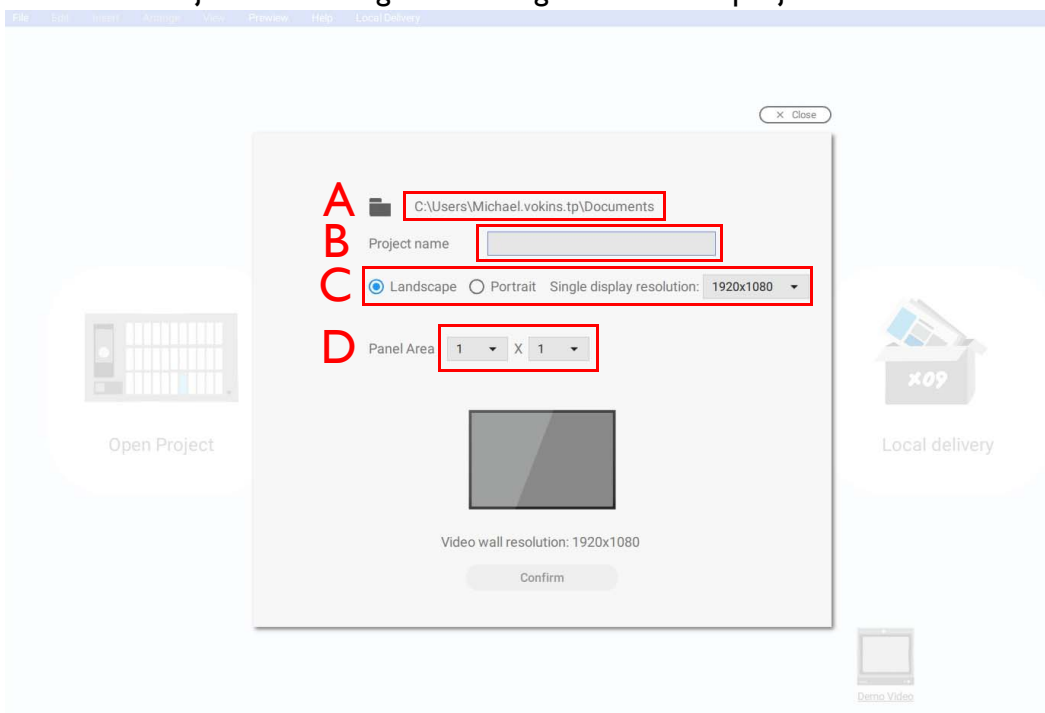 File Edit Insert Arrange View Preview Help Local Delivery
× Close
A C:\Users\Michael.vokins.tp\Documents
B Project name
C Landscape Portrait Single display resolution: 1920x1080
D Panel Area 1 X 1
x09
Open Project
Local delivery
Video wall resolution: 1920x1080
Confirm
Demo Video